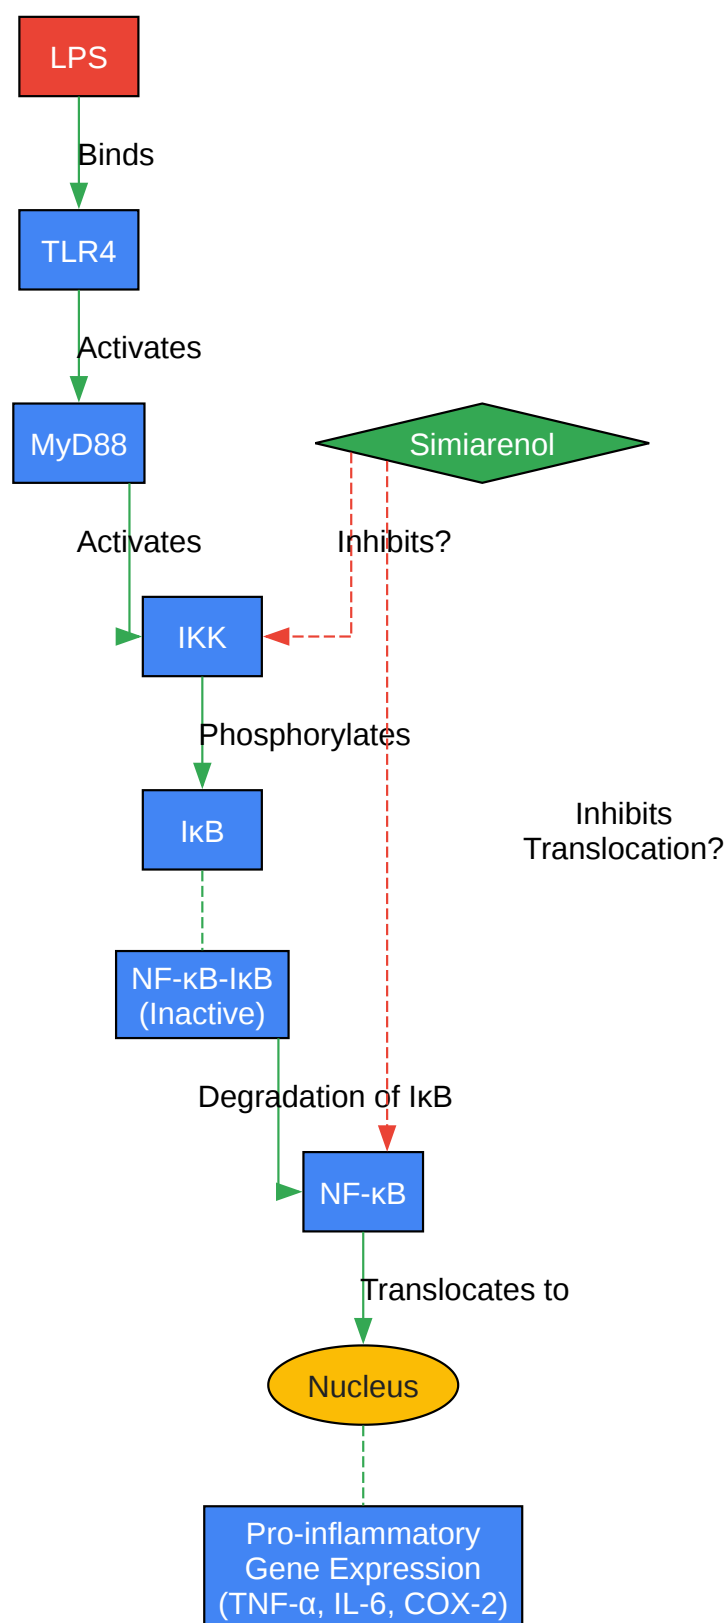 LPS
Binds
TLR4
Activates
MyD88
Simiarenol
Activates
Inhibits?
IKK
Phosphorylates
IκB
Inhibits
Translocation?
NF-κB-IκB
(Inactive)
Degradation of IκB
NF-κB
Translocates to
Nucleus
Pro-inflammatory
Gene Expression
(TNF-α, IL-6, COX-2)